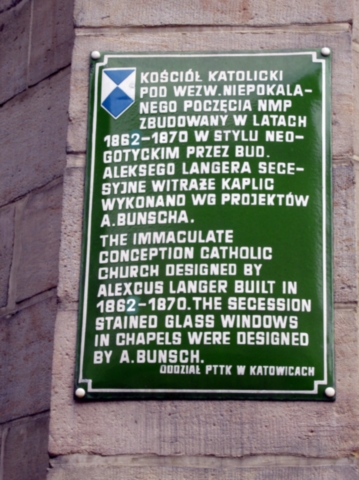 KOŚCIÓŁ KATOLICKI
POD WEZW. NIEPOKALA-
NEGO POCZĘCIA NMP
ZBUDOWANY W LATACH
1862-1870 W STYLU NEO-
GOTYCKIM PRZEZ BUD.
ALEKSEGO LANGERA SECE-
SYJNE WITRAŻE KAPLIC
WYKONANO WG PROJEKTÓW
A.BUNSCHA.
THE IMMACULATE
CONCEPTION CATHOLIC
CHURCH DESIGNED BY
ALEXCUS LANGER BUILT IN
1862-1870. THE SECESSION
STAINED GLASS WINDOWS
IN CHAPELS WERE DESIGNED
BY A.BUNSCH.
ODDZIAŁ PTTK W KATOWICACH